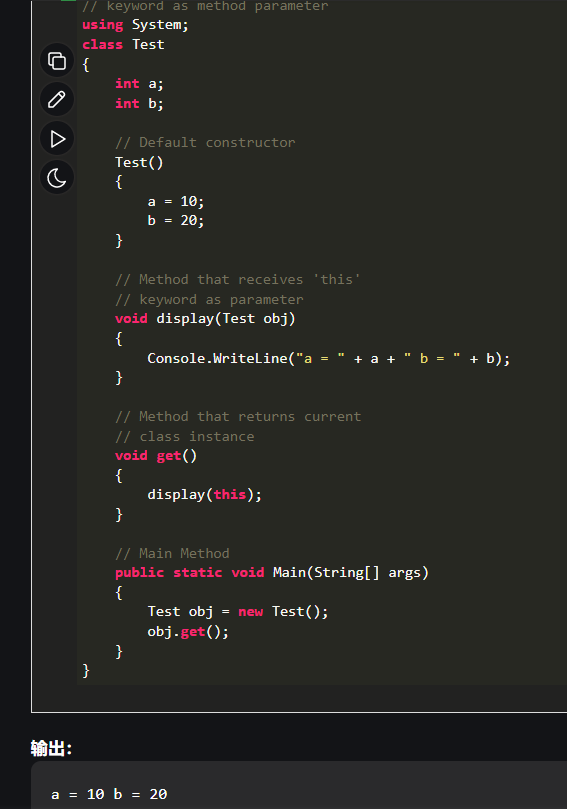 // keyword as method parameter
using System;
class Test
{
    int a;
    int b;

    // Default constructor
    Test()
    {
        a = 10;
        b = 20;
    }

    // Method that receives 'this'
    // keyword as parameter
    void display(Test obj)
    {
        Console.WriteLine("a = " + a + " b = " + b);
    }

    // Method that returns current
    // class instance
    void get()
    {
        display(this);
    }

    // Main Method
    public static void Main(String[] args)
    {
        Test obj = new Test();
        obj.get();
    }
}
输出：
a = 10 b = 20